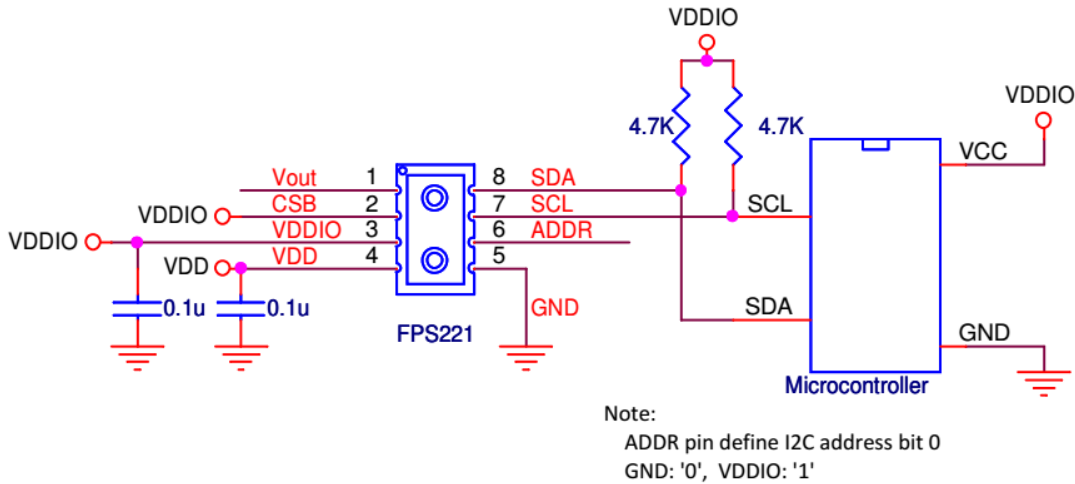 VDDIO
VDDIO
4.7K 4.7K
VCC
Vout 1 8 SDA
CSB 2 7 SCL SCL
VDDIO
VDDIO 3 6 ADDR
VDDIO
VDD 4 5
VDD
0.1u 0.1u GND SDA
FPS221
GND
Microcontroller
Note:
ADDR pin define I2C address bit 0
GND: '0', VDDIO: '1'